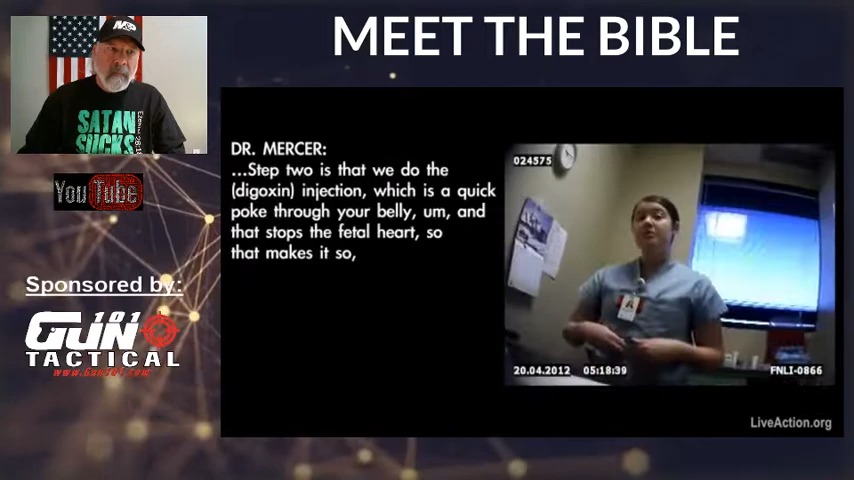 MEET THE BIBLE
SATAN
SUCKS
YouTube
Sponsored by:
GUN
101
TACTICAL
www.Gun101.com
DR. MERCER:
...Step two is that we do the
(digoxin) injection, which is a quick
poke through your belly, um, and
that stops the fetal heart, so
that makes it so,
024575
20.04.2012
05:18:39
FNLI-0866
LiveAction.org